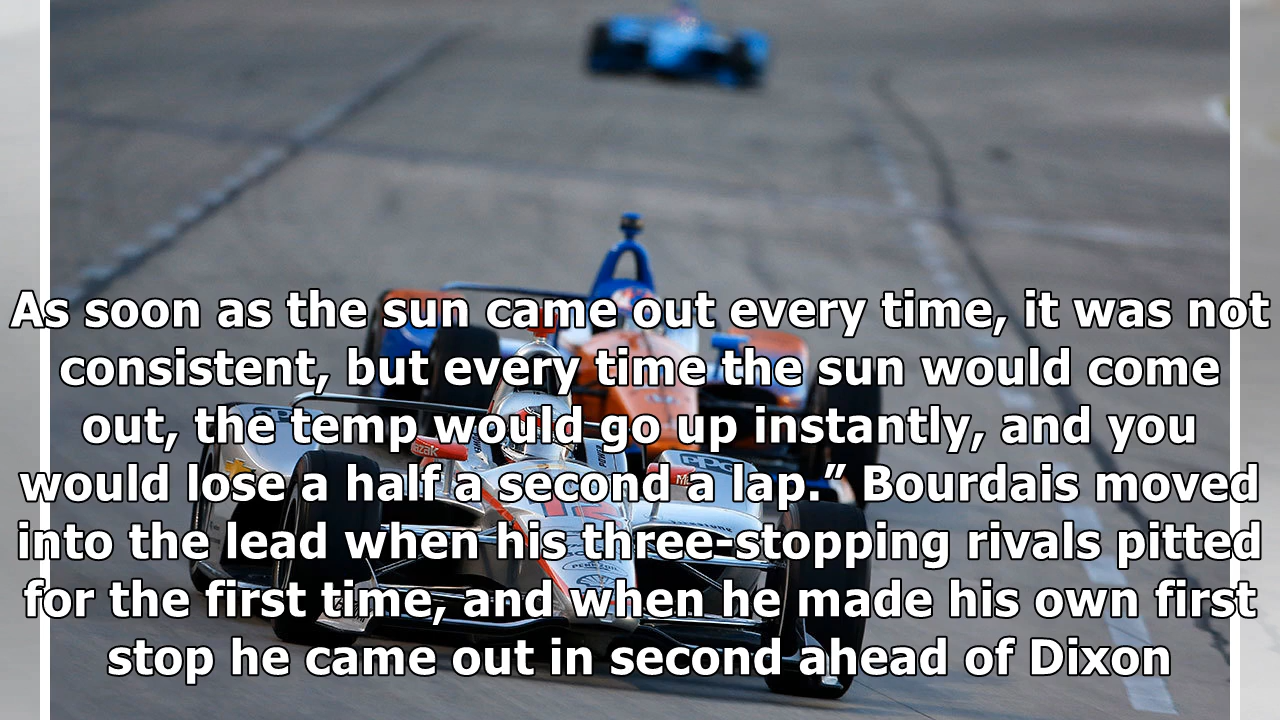 As soon as the sun came out every time, it was not
consistent, but every time the sun would come
out, the temp would go up instantly, and you
would lose a half a second a lap.” Bourdais moved
into the lead when his three-stopping rivals pitted
for the first time, and when he made his own first
stop he came out in second ahead of Dixon
PPG
12